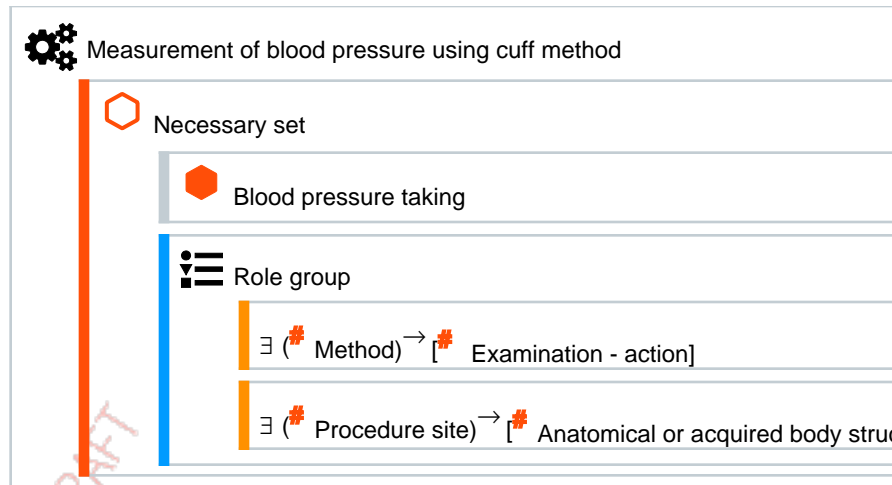 Measurement of blood pressure using cuff method
Necessary set
Blood pressure taking
Role group
∃ (# Method)→[# Examination - action]
∃ (# Procedure site)→[# Anatomical or acquired body